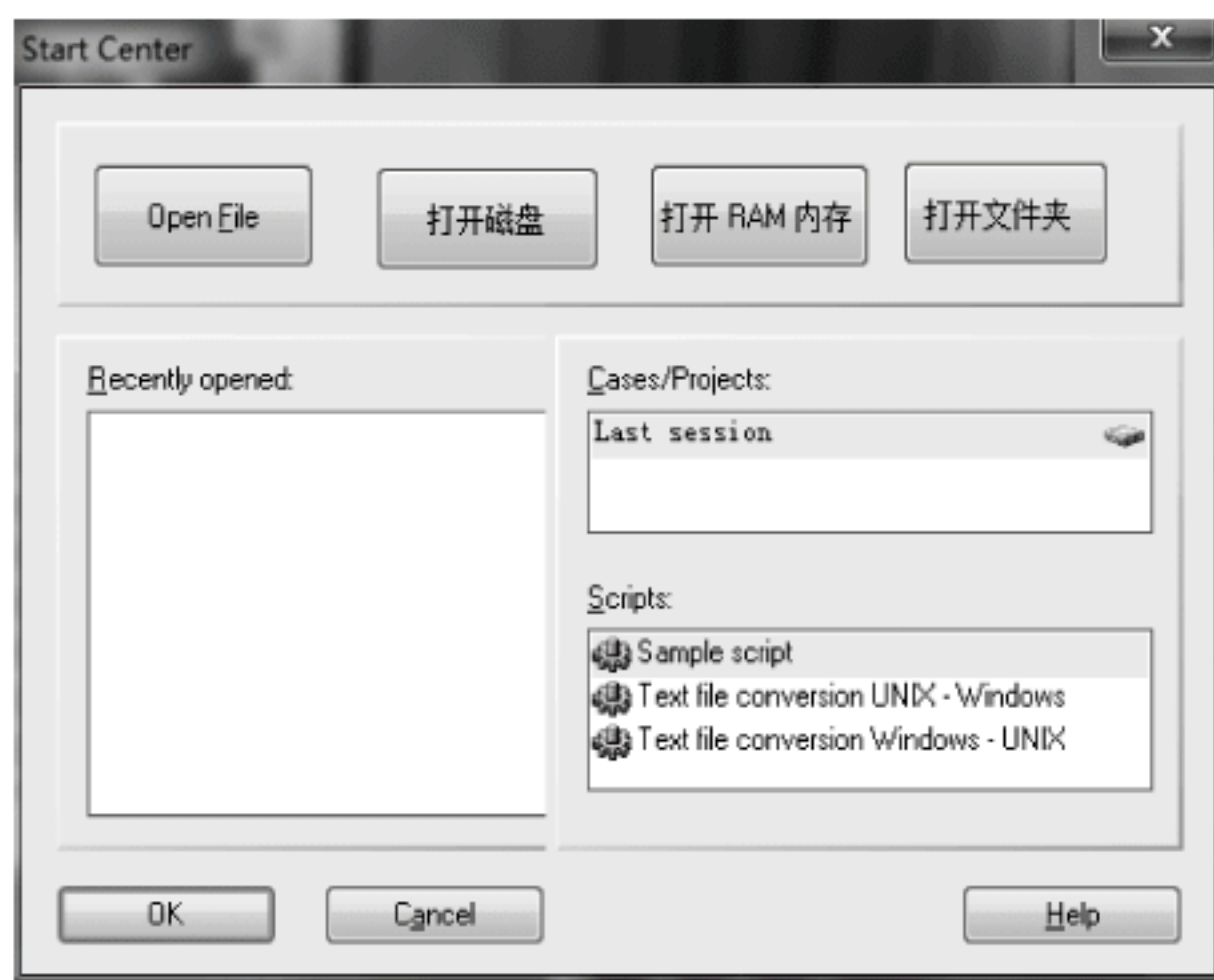 Start Center
Open File
打开磁盘
打开 RAM 内存
打开文件夹
Recently opened:
Cases/Projects:
Last session
Scripts:
Sample script
Text file conversion UNIX - Windows
Text file conversion Windows - UNIX
OK
Cancel
Help